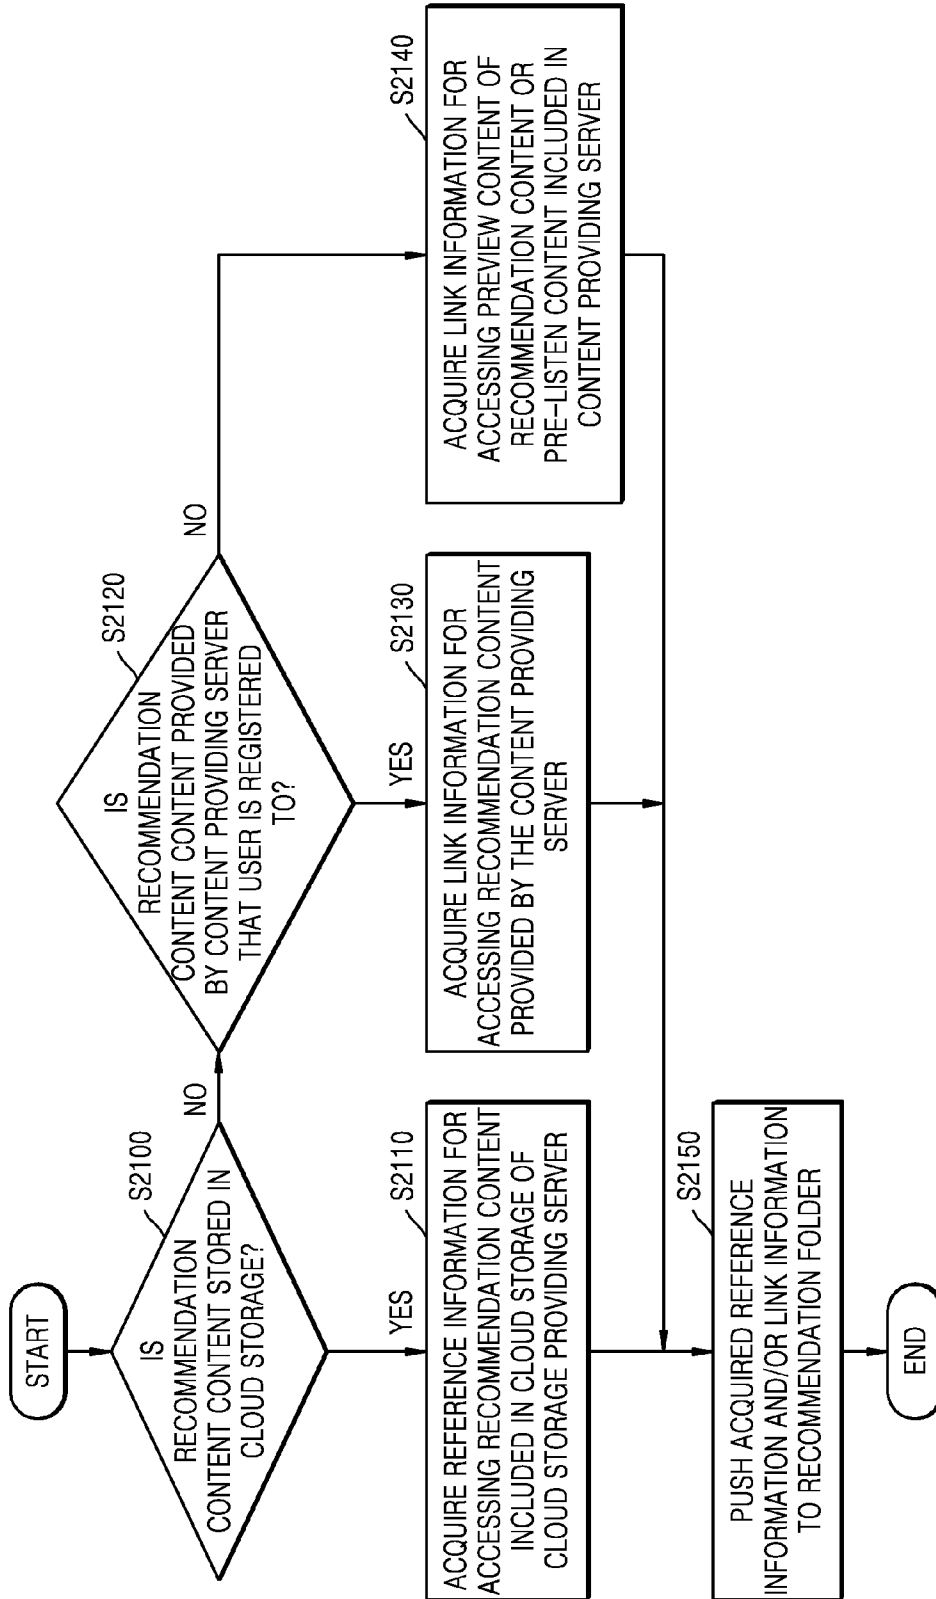 START
S2100
IS
RECOMMENDATION
CONTENT CONTENT STORED IN
CLOUD STORAGE?
NO
YES
S2120
IS
RECOMMENDATION
CONTENT CONTENT PROVIDED
BY CONTENT PROVIDING SERVER
THAT USER IS REGISTERED
TO?
NO
YES
S2110
ACQUIRE REFERENCE INFORMATION FOR
ACCESSING RECOMMENDATION CONTENT
INCLUDED IN CLOUD STORAGE OF
CLOUD STORAGE PROVIDING SERVER
S2130
ACQUIRE LINK INFORMATION FOR
ACCESSING RECOMMENDATION CONTENT
PROVIDED BY THE CONTENT PROVIDING
SERVER
S2140
ACQUIRE LINK INFORMATION FOR
ACCESSING PREVIEW CONTENT OF
RECOMMENDATION CONTENT OR
PRE-LISTEN CONTENT INCLUDED IN
CONTENT PROVIDING SERVER
S2150
PUSH ACQUIRED REFERENCE
INFORMATION AND/OR LINK INFORMATION
TO RECOMMENDATION FOLDER
END